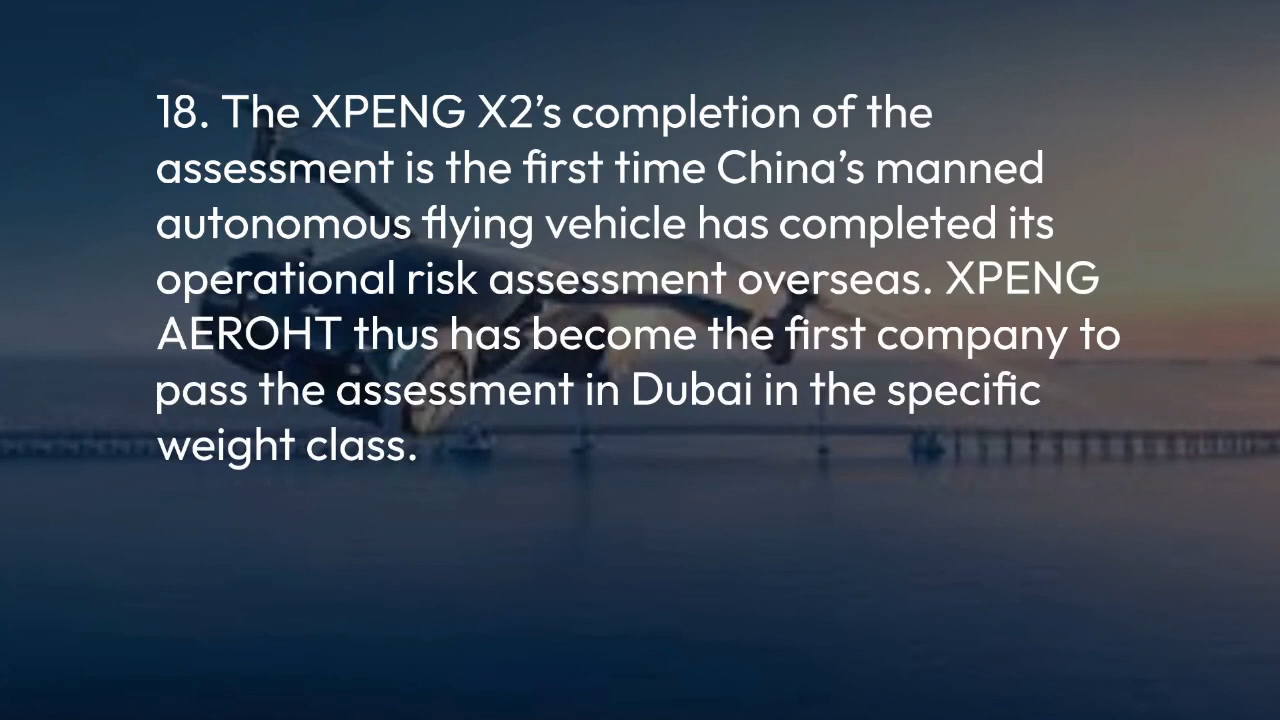 18. The XPENG X2’s completion of the
assessment is the first time China’s manned
autonomous flying vehicle has completed its
operational risk assessment overseas. XPENG
AEROHT thus has become the first company to
pass the assessment in Dubai in the specific
weight class.